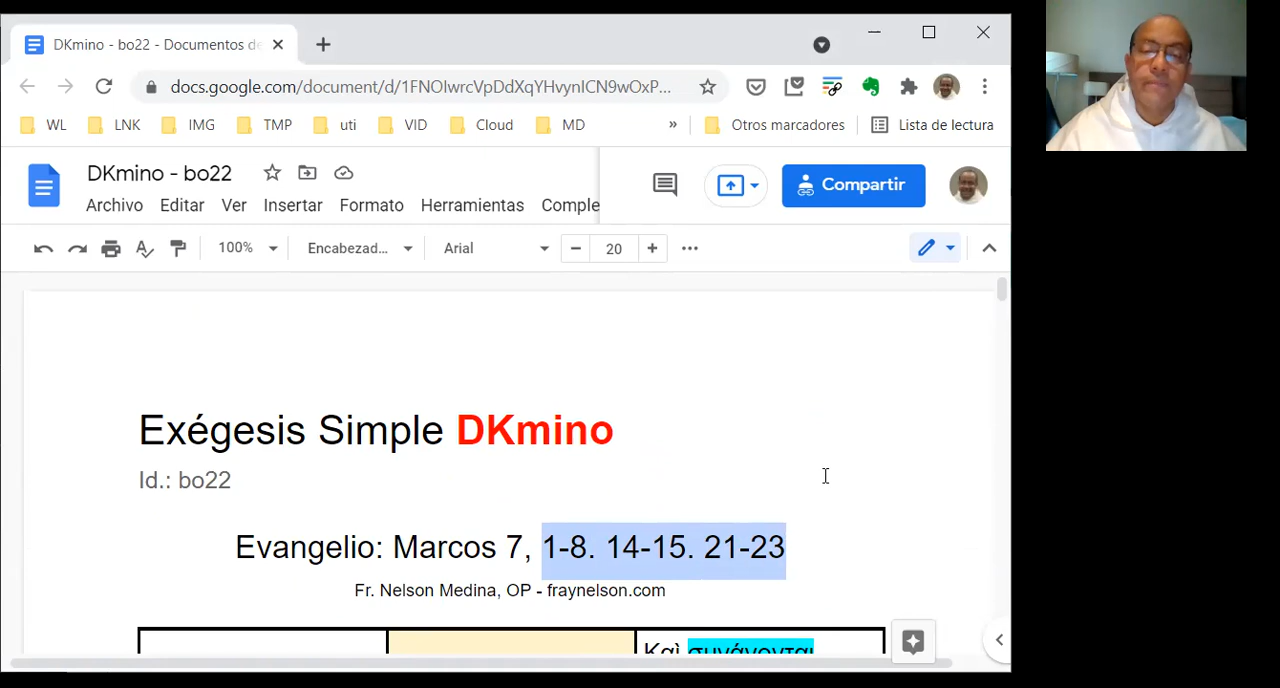 DKmino - bo22 - Documentos de
docs.google.com/document/d/1FNOIwrcVpDdXqYHvynICN9wOxP...
WL LNK IMG TMP uti VID Cloud MD » Otros marcadores Lista de lectura
DKmino - bo22
Archivo Editar Ver Insertar Formato Herramientas Comple
Compartir
100% Encabezad... Arial 20
Exégesis Simple DKmino
Id.: bo22
Evangelio: Marcos 7, 1-8. 14-15. 21-23
Fr. Nelson Medina, OP - fraynelson.com
Καὶ συνάγονται